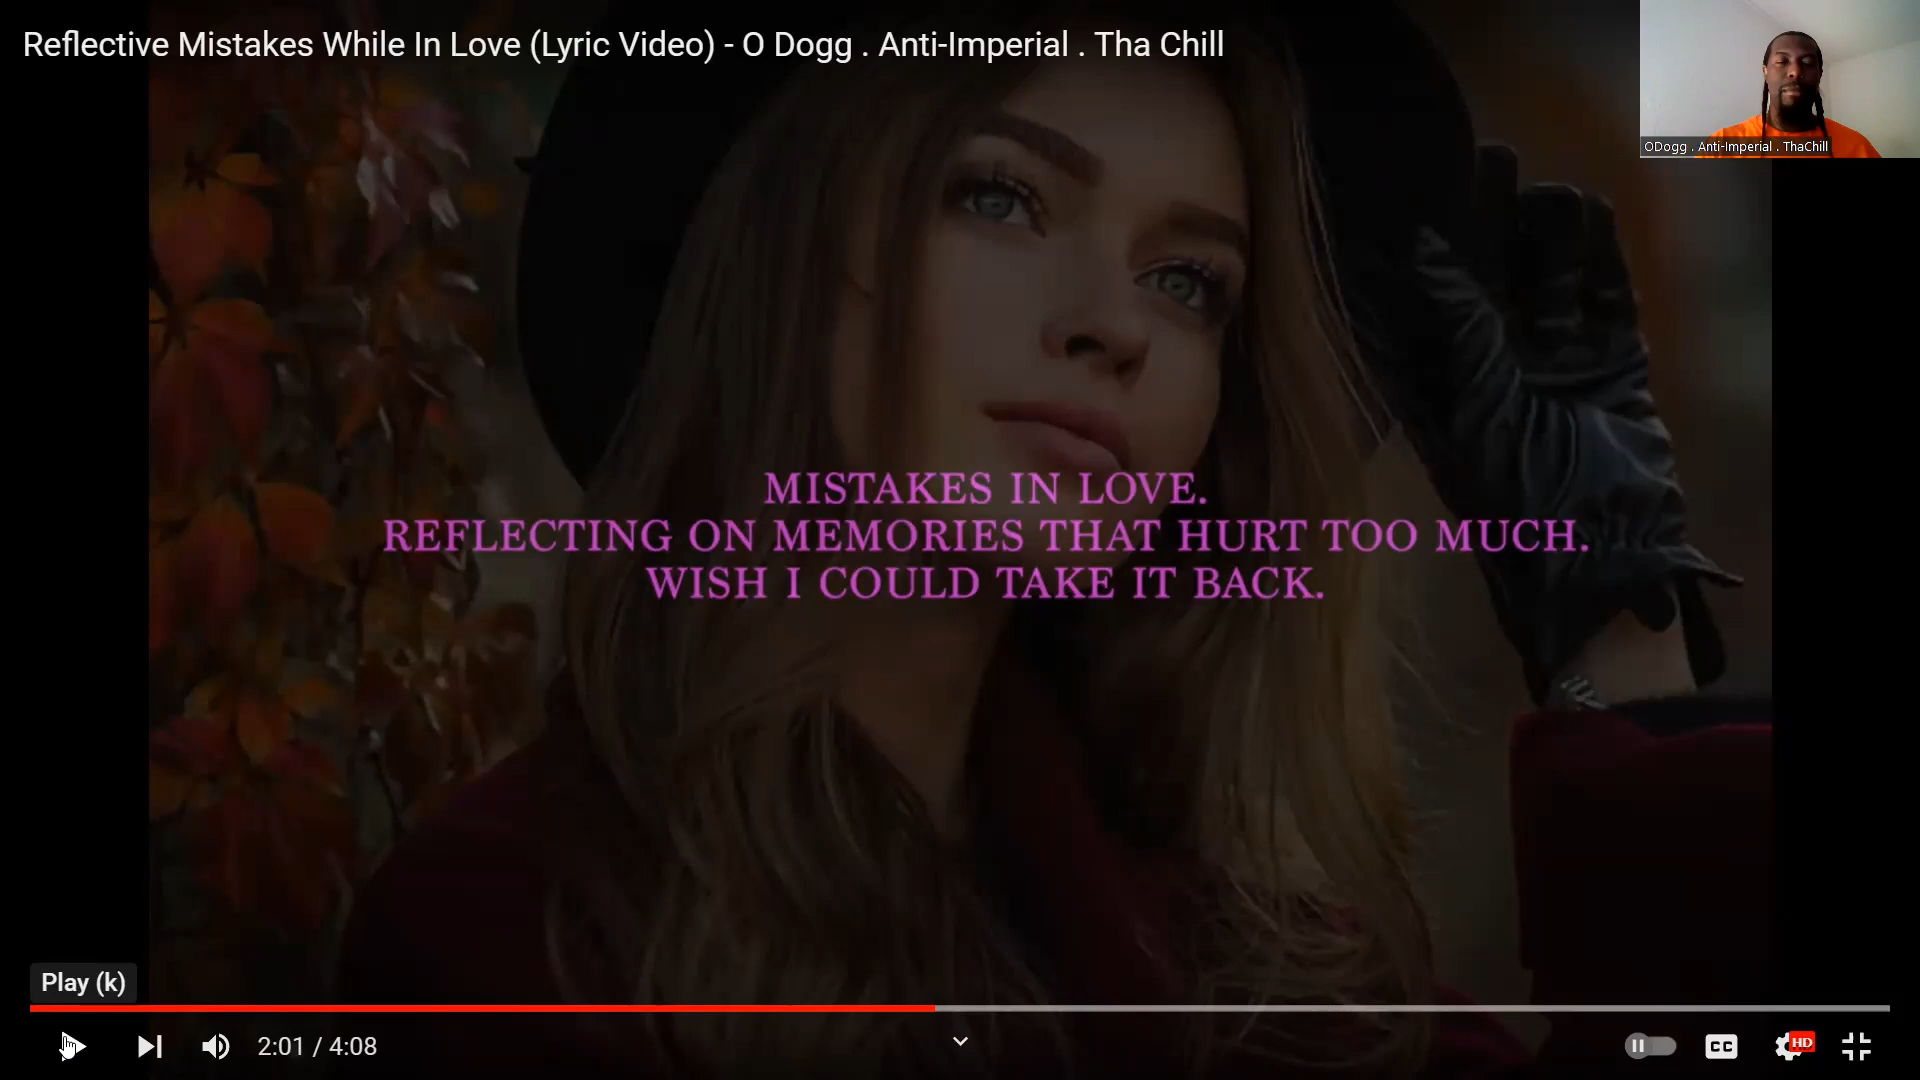 Reflective Mistakes While In Love (Lyric Video) - O Dogg . Anti-Imperial . Tha Chill
ODogg . Anti-Imperial . ThaChill
MISTAKES IN LOVE.
REFLECTING ON MEMORIES THAT HURT TOO MUCH.
WISH I COULD TAKE IT BACK.
Play (k)
2:01 / 4:08
CC
HD